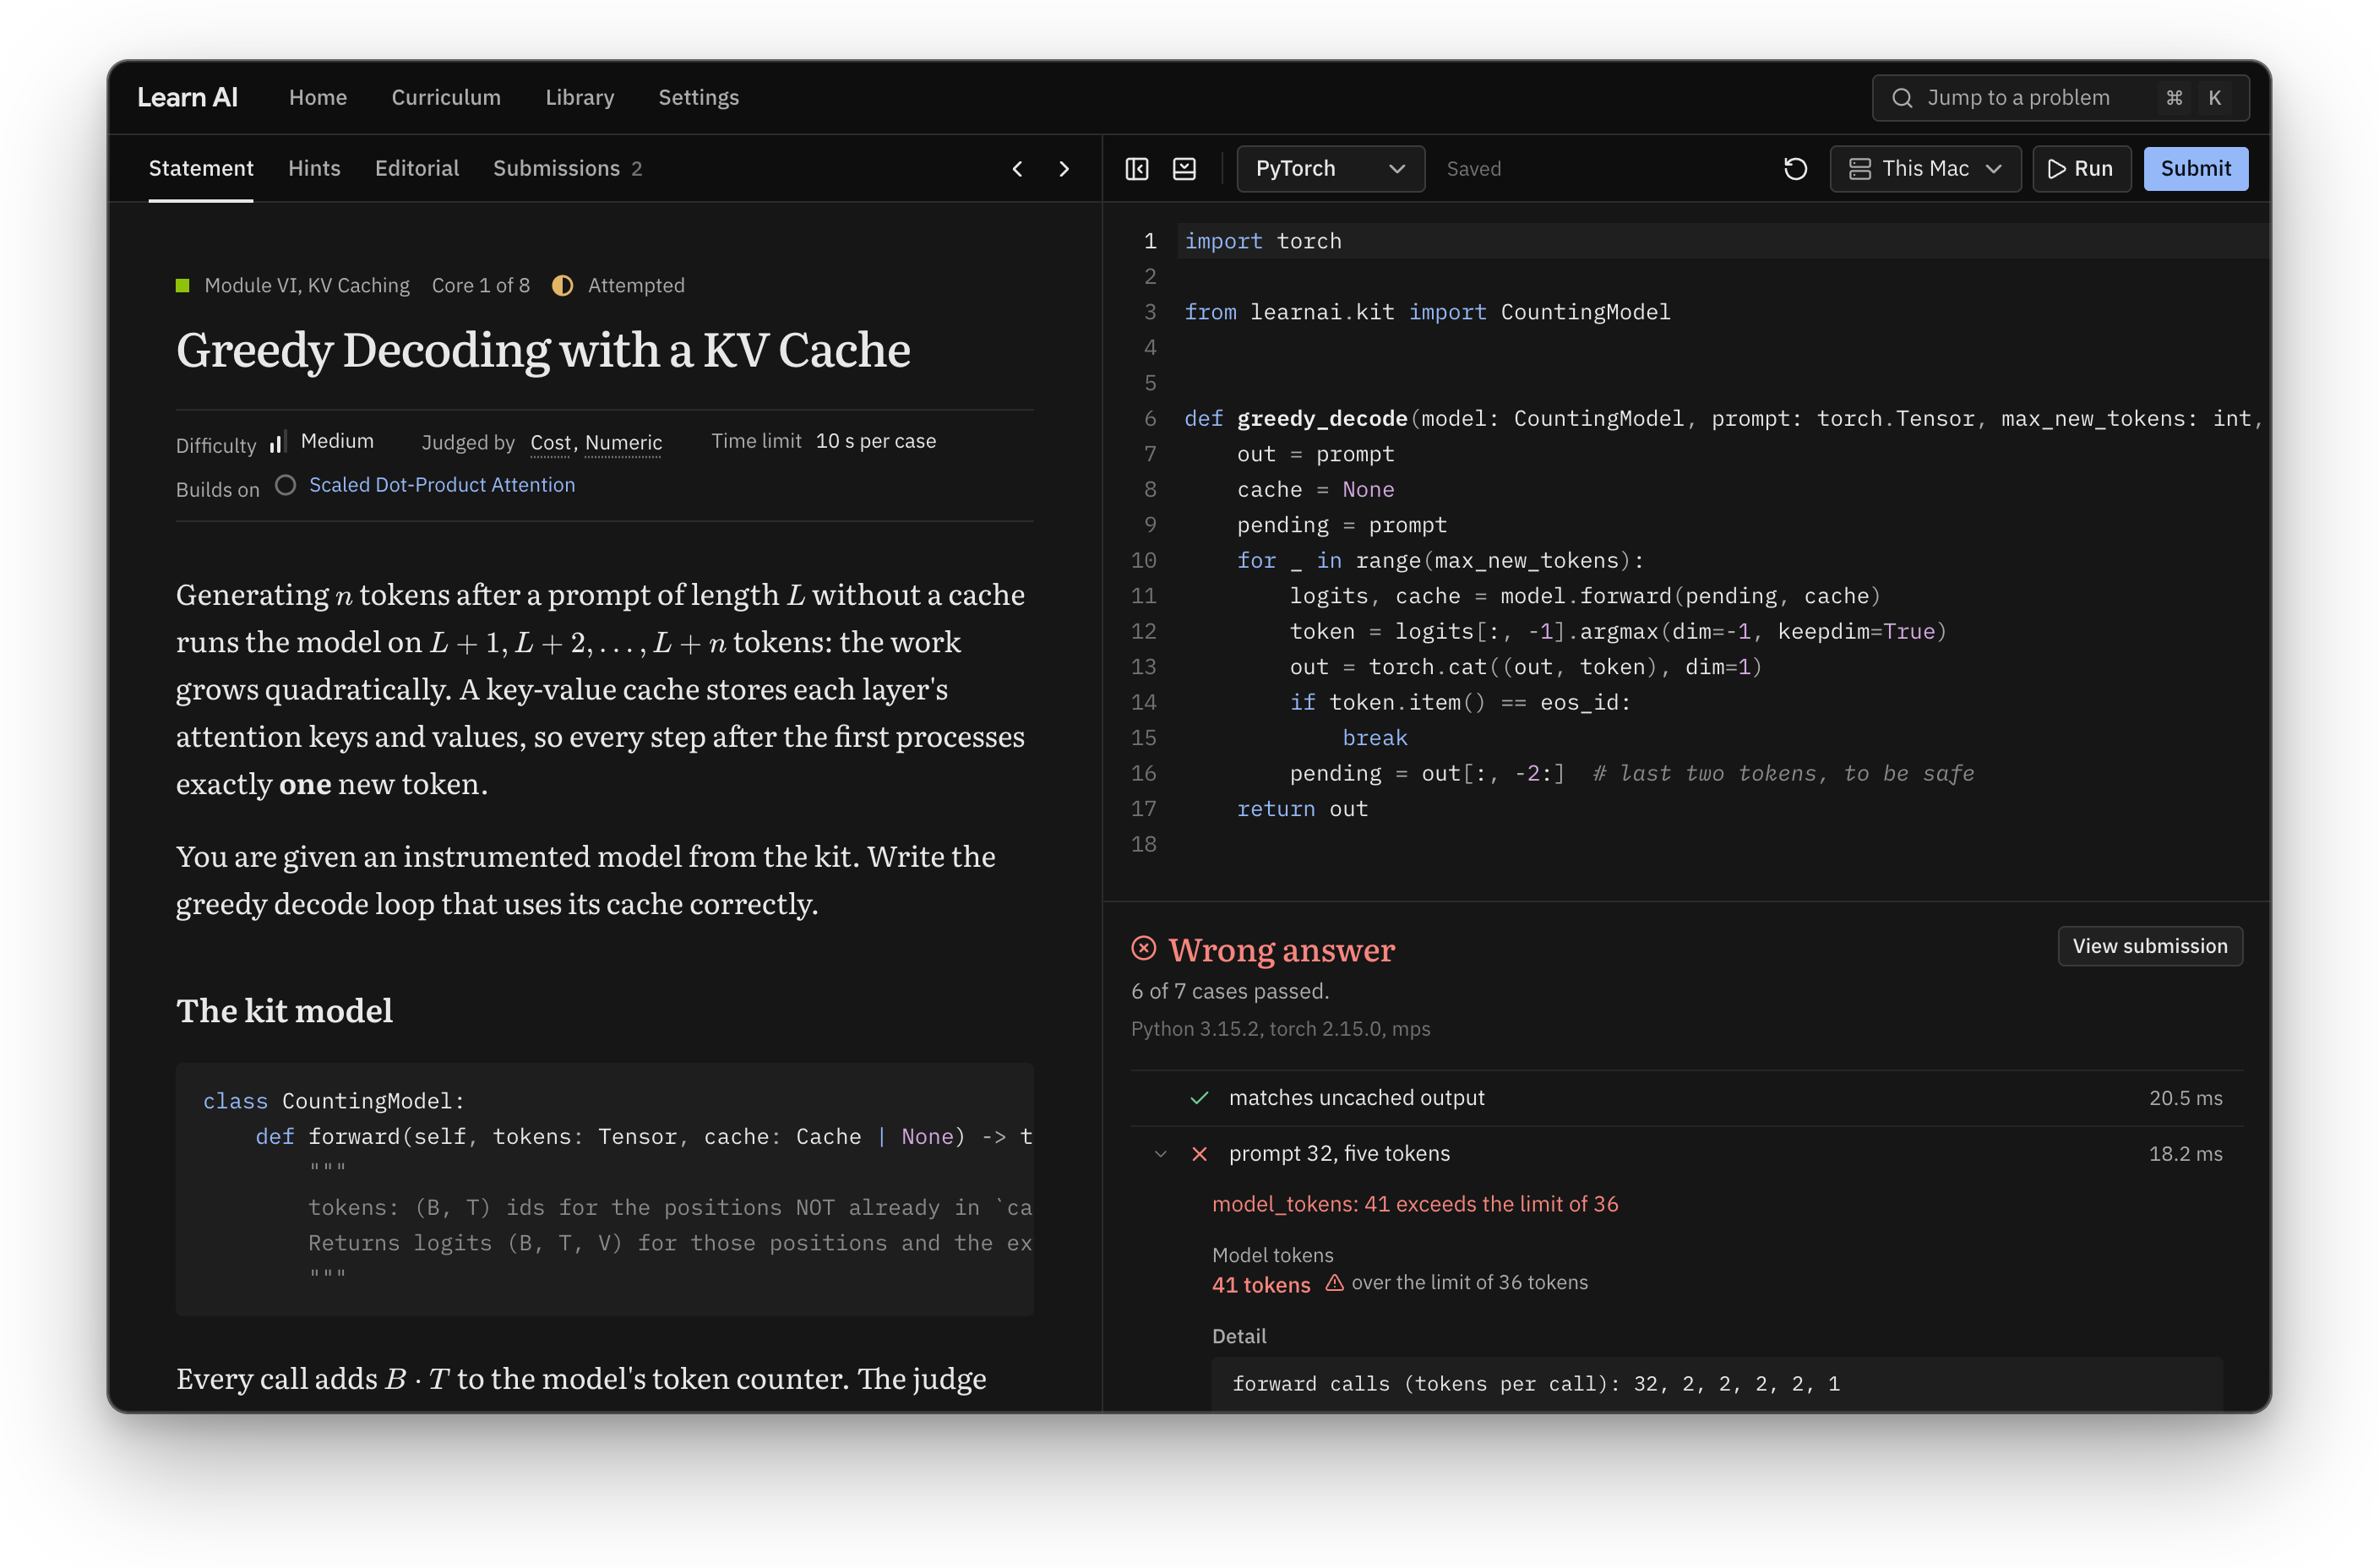 Learn AI Home Curriculum Library Settings Jump to a problem ⌘ K
Statement Hints Editorial Submissions 2
Module VI, KV Caching Core 1 of 8 Attempted
Greedy Decoding with a KV Cache
Difficulty Medium Judged by Cost, Numeric Time limit 10 s per case
Builds on Scaled Dot-Product Attention
Generating n tokens after a prompt of length L without a cache
runs the model on L + 1, L + 2, . . . , L + n tokens: the work
grows quadratically. A key-value cache stores each layer's
attention keys and values, so every step after the first processes
exactly one new token.
You are given an instrumented model from the kit. Write the
greedy decode loop that uses its cache correctly.
The kit model
class CountingModel:
    def forward(self, tokens: Tensor, cache: Cache | None) -> t
        """
        tokens: (B, T) ids for the positions NOT already in `ca
        Returns logits (B, T, V) for those positions and the ex
        """
Every call adds B · T to the model's token counter. The judge
PyTorch Saved This Mac Run Submit
1 import torch
2
3 from learnai.kit import CountingModel
4
5
6 def greedy_decode(model: CountingModel, prompt: torch.Tensor, max_new_tokens: int,
7     out = prompt
8     cache = None
9     pending = prompt
10     for _ in range(max_new_tokens):
11         logits, cache = model.forward(pending, cache)
12         token = logits[:, -1].argmax(dim=-1, keepdim=True)
13         out = torch.cat((out, token), dim=1)
14         if token.item() == eos_id:
15             break
16         pending = out[:, -2:]  # last two tokens, to be safe
17     return out
18
Wrong answer View submission
6 of 7 cases passed.
Python 3.15.2, torch 2.15.0, mps
matches uncached output 20.5 ms
prompt 32, five tokens 18.2 ms
model_tokens: 41 exceeds the limit of 36
Model tokens
41 tokens over the limit of 36 tokens
Detail
forward calls (tokens per call): 32, 2, 2, 2, 2, 1